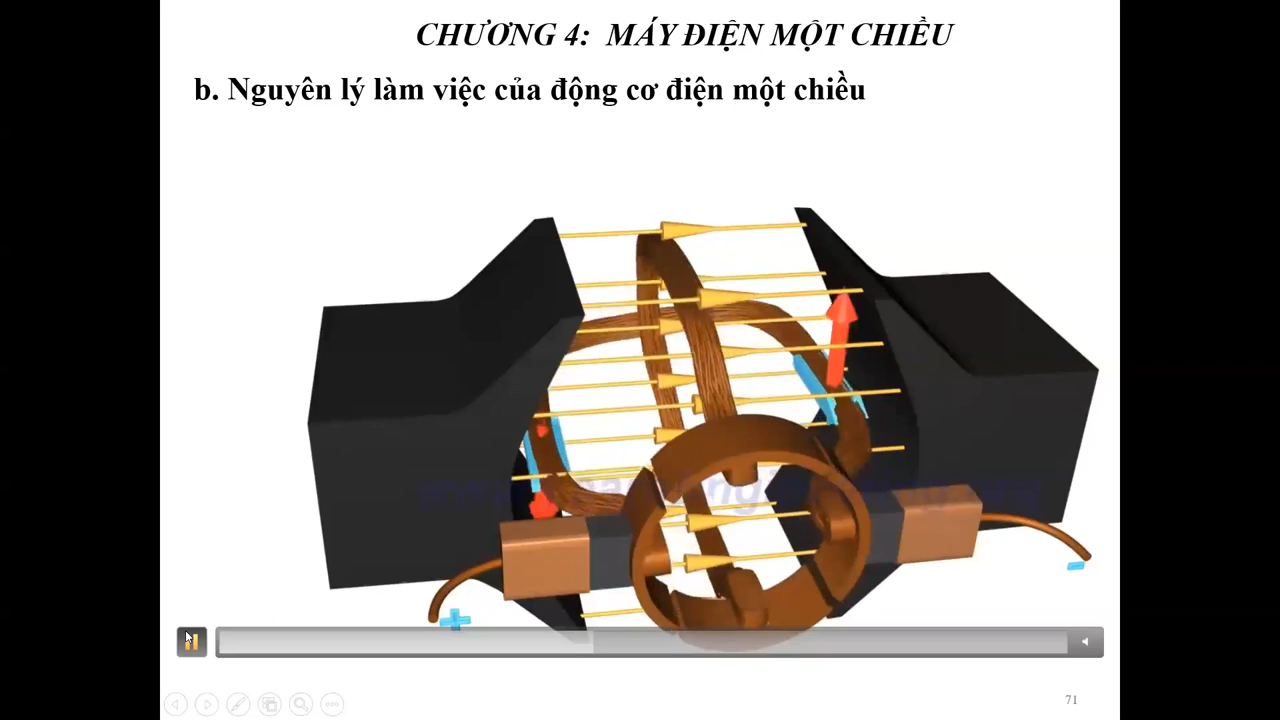 CHƯƠNG 4: MÁY ĐIỆN MỘT CHIỀU
b. Nguyên lý làm việc của động cơ điện một chiều
+
-
71